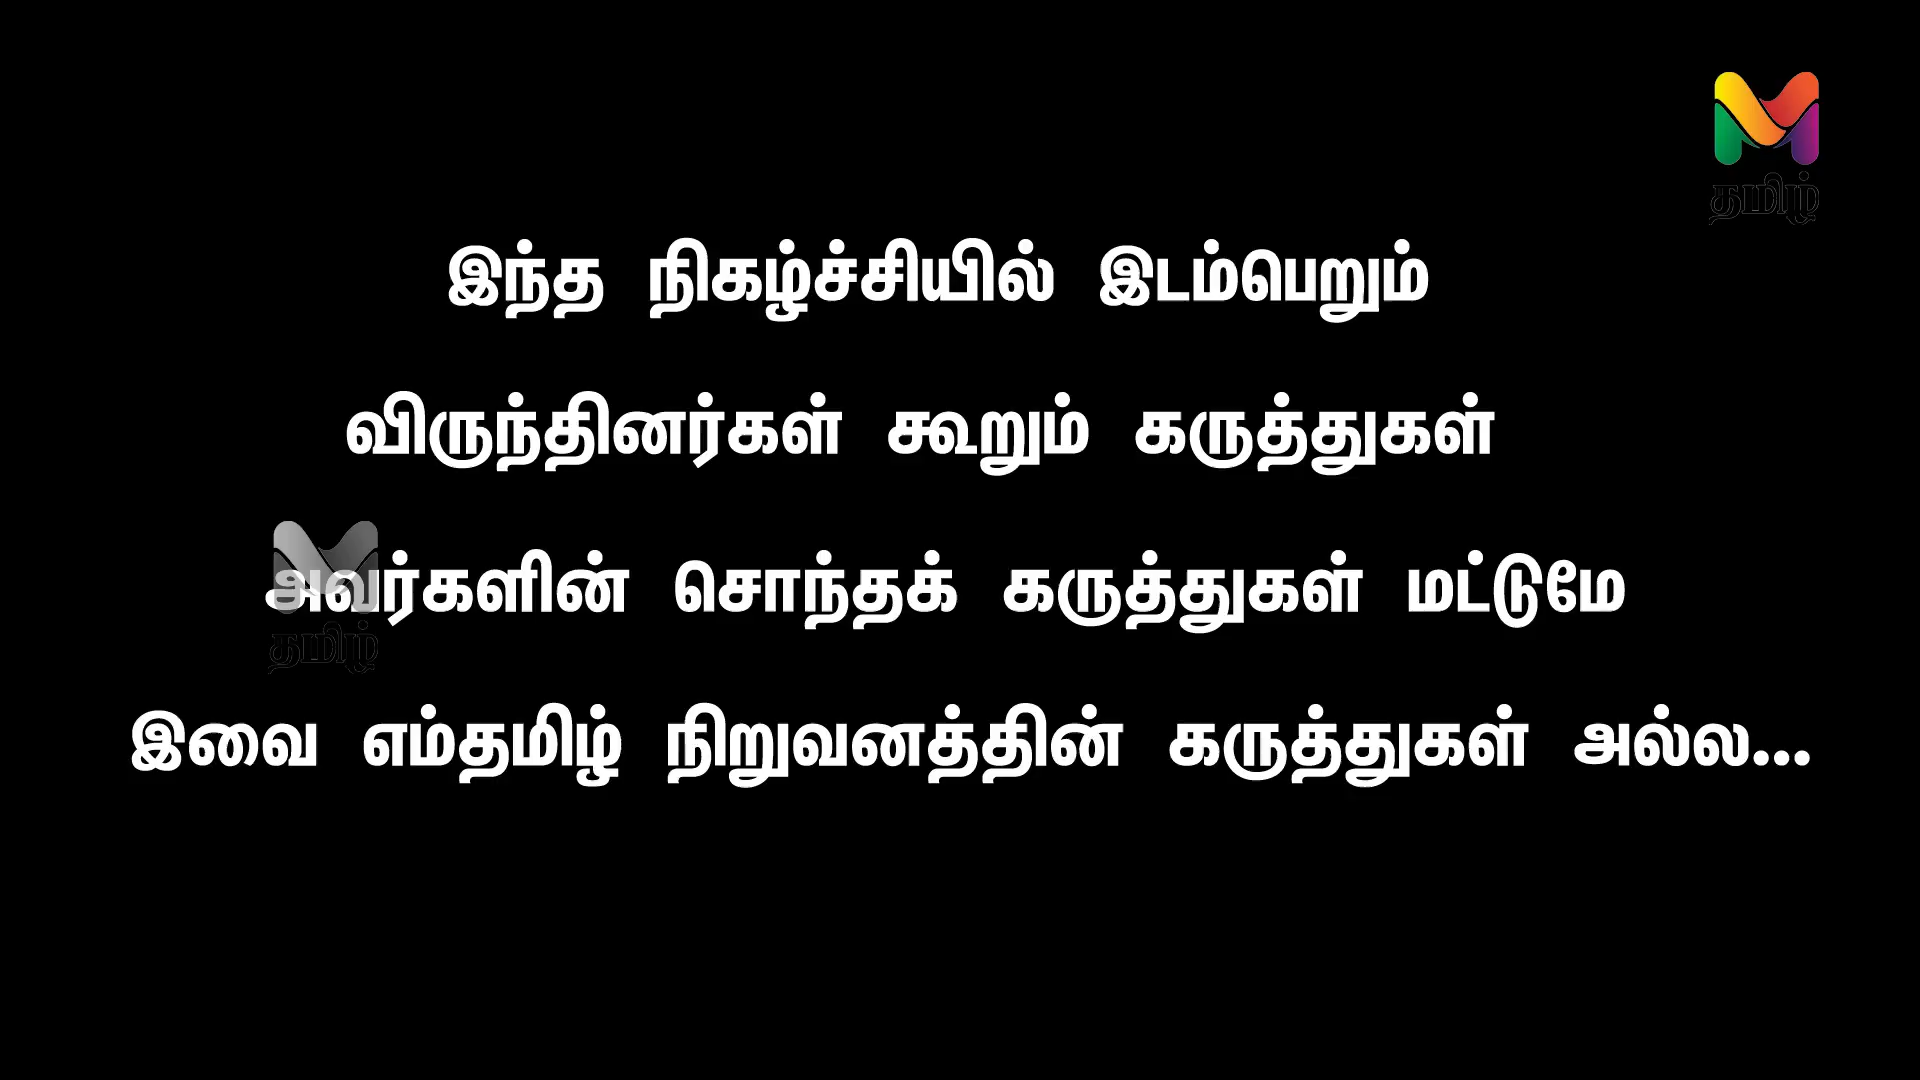 தமிழ்
இந்த நிகழ்ச்சியில் இடம்பெறும்
விருந்தினர்கள் கூறும் கருத்துகள்
அவர்களின் சொந்தக் கருத்துகள் மட்டுமே
தமிழ்
இவை எம்தமிழ் நிறுவனத்தின் கருத்துகள் அல்ல...